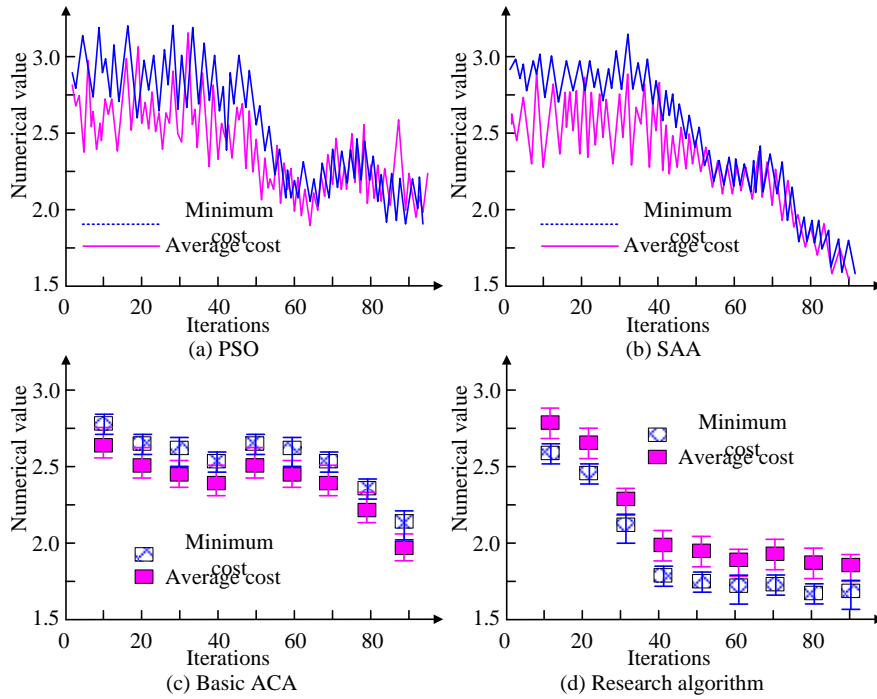 Numerical value
3.0
2.5
2.0
1.5
Minimum cost
Average cost
0
20
40
60
80
Iterations
(a) PSO
Numerical value
3.0
2.5
2.0
1.5
Minimum cost
Average cost
0
20
40
60
80
Iterations
(b) SAA
Numerical value
3.0
2.5
2.0
1.5
Minimum cost
Average cost
0
20
40
60
80
Iterations
(c) Basic ACA
Numerical value
3.0
2.5
2.0
1.5
Minimum cost
Average cost
0
20
40
60
80
Iterations
(d) Research algorithm